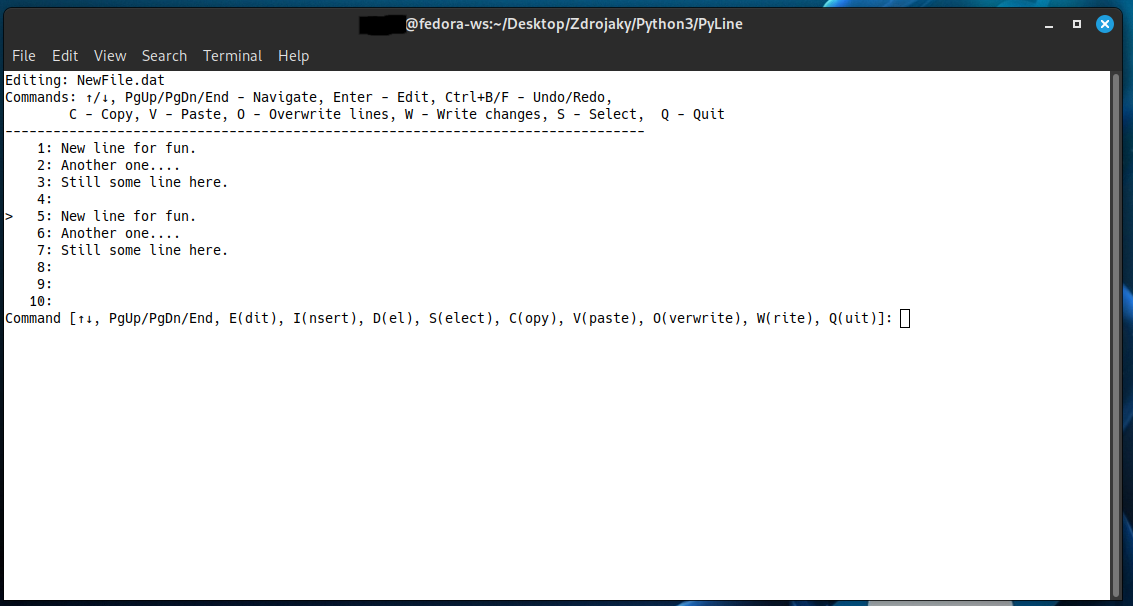 @fedora-ws:~/Desktop/Zdrojaky/Python3/PyLine
File Edit View Search Terminal Help
Editing: NewFile.dat
Commands: ↑/↓, PgUp/PgDn/End - Navigate, Enter - Edit, Ctrl+B/F - Undo/Redo,
        C - Copy, V - Paste, O - Overwrite lines, W - Write changes, S - Select,  Q - Quit
--------------------------------------------------------------------------------
    1: New line for fun.
    2: Another one....
    3: Still some line here.
    4:
>   5: New line for fun.
    6: Another one....
    7: Still some line here.
    8:
    9:
   10:
Command [↑↓, PgUp/PgDn/End, E(dit), I(nsert), D(el), S(elect), C(opy), V(paste), O(verwrite), W(rite), Q(uit)]: